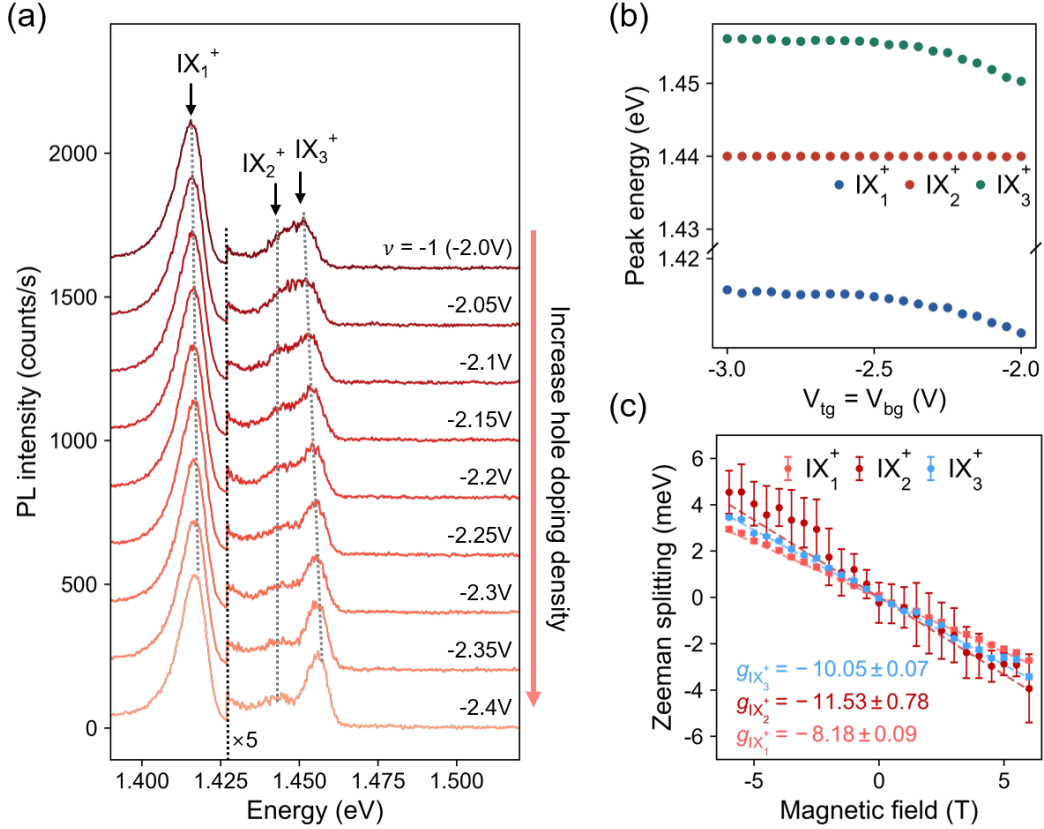 (a)
IX₁⁺
IX₂⁺
IX₃⁺
2000
1500
1000
500
0
PL intensity (counts/s)
ν = -1 (-2.0V)
-2.05V
-2.1V
-2.15V
-2.2V
-2.25V
-2.3V
-2.35V
-2.4V
×5
Increase hole doping density
1.400
1.425
1.450
1.475
1.500
Energy (eV)
(b)
Peak energy (eV)
1.45
1.44
1.43
1.42
IX₁⁺ IX₂⁺ IX₃⁺
-3.0
-2.5
-2.0
V_tg = V_bg (V)
(c)
Zeeman splitting (meV)
6
4
2
0
-2
-4
-6
IX₁⁺ IX₂⁺ IX₃⁺
g_IX₃⁺ = − 10.05 ± 0.07
g_IX₂⁺ = − 11.53 ± 0.78
g_IX₁⁺ = − 8.18 ± 0.09
-5
0
5
Magnetic field (T)